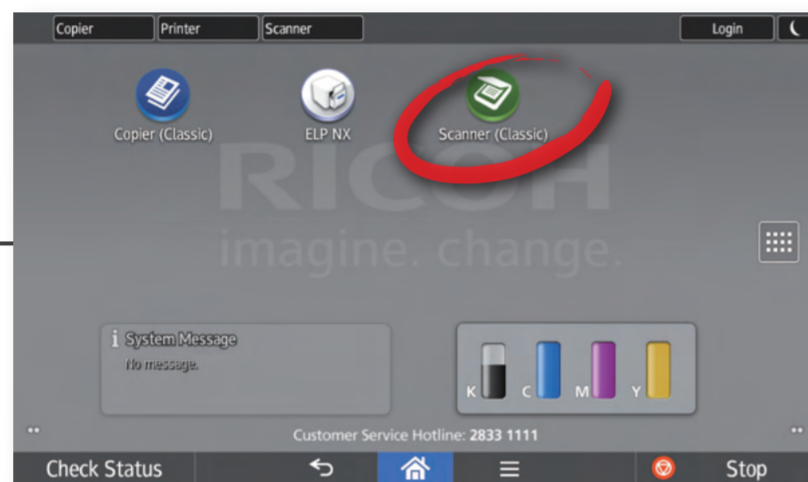 Copier Printer Scanner Login
Copier (Classic) ELP NX Scanner (Classic)
RICOH
imagine. change.
i System Message
No message.
K C M Y
Customer Service Hotline: 2833 1111
Check Status Stop